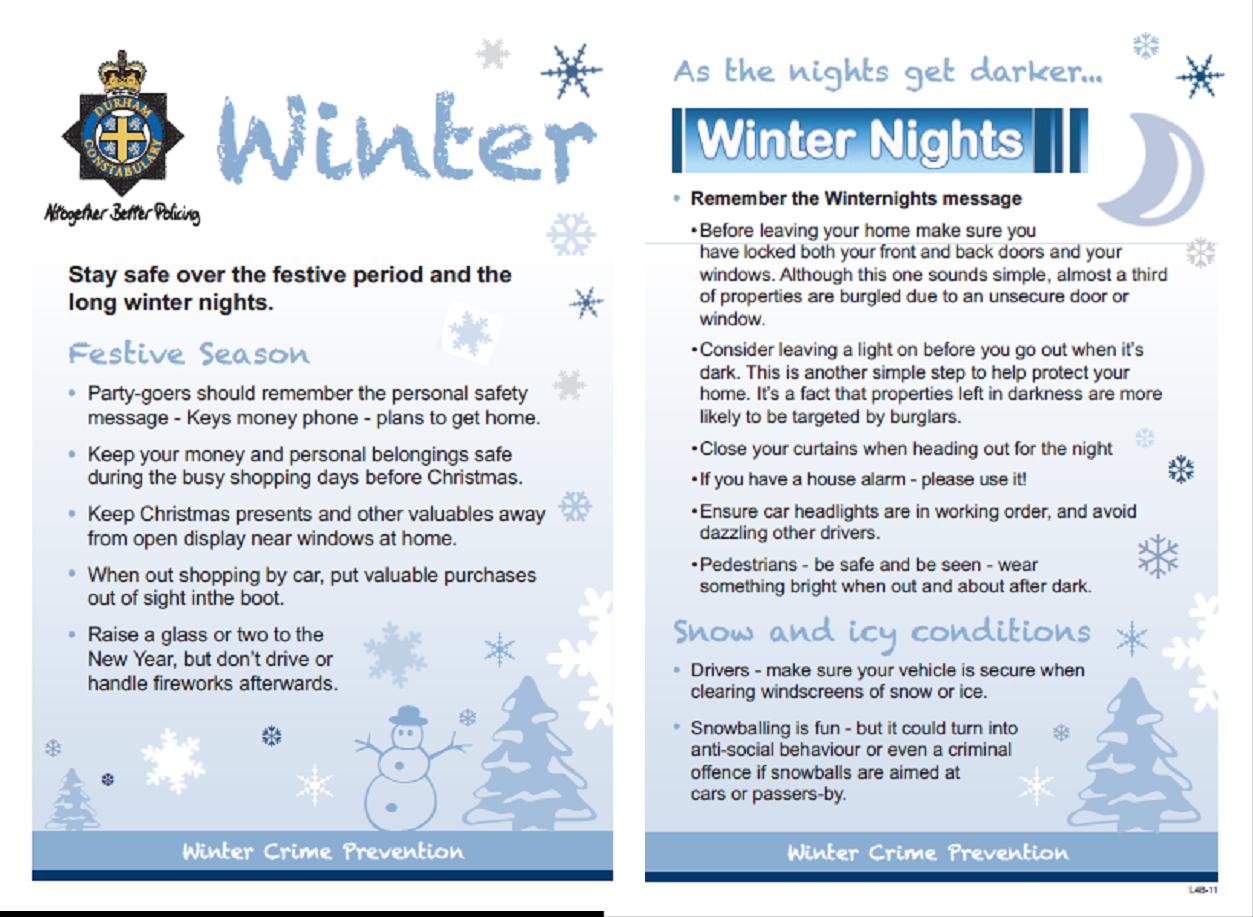 DURHAM
CONSTABULARY
Altogether Better Policing
Winter
Stay safe over the festive period and the
long winter nights.
Festive Season
• Party-goers should remember the personal safety
message - Keys money phone - plans to get home.
• Keep your money and personal belongings safe
during the busy shopping days before Christmas.
• Keep Christmas presents and other valuables away
from open display near windows at home.
• When out shopping by car, put valuable purchases
out of sight inthe boot.
• Raise a glass or two to the
New Year, but don't drive or
handle fireworks afterwards.
Winter Crime Prevention
As the nights get darker...
Winter Nights
• Remember the Winternights message
•Before leaving your home make sure you
have locked both your front and back doors and your
windows. Although this one sounds simple, almost a third
of properties are burgled due to an unsecure door or
window.
•Consider leaving a light on before you go out when it's
dark. This is another simple step to help protect your
home. It's a fact that properties left in darkness are more
likely to be targeted by burglars.
•Close your curtains when heading out for the night
•If you have a house alarm - please use it!
•Ensure car headlights are in working order, and avoid
dazzling other drivers.
•Pedestrians - be safe and be seen - wear
something bright when out and about after dark.
Snow and icy conditions
• Drivers - make sure your vehicle is secure when
clearing windscreens of snow or ice.
• Snowballing is fun - but it could turn into
anti-social behaviour or even a criminal
offence if snowballs are aimed at
cars or passers-by.
Winter Crime Prevention
L48-11